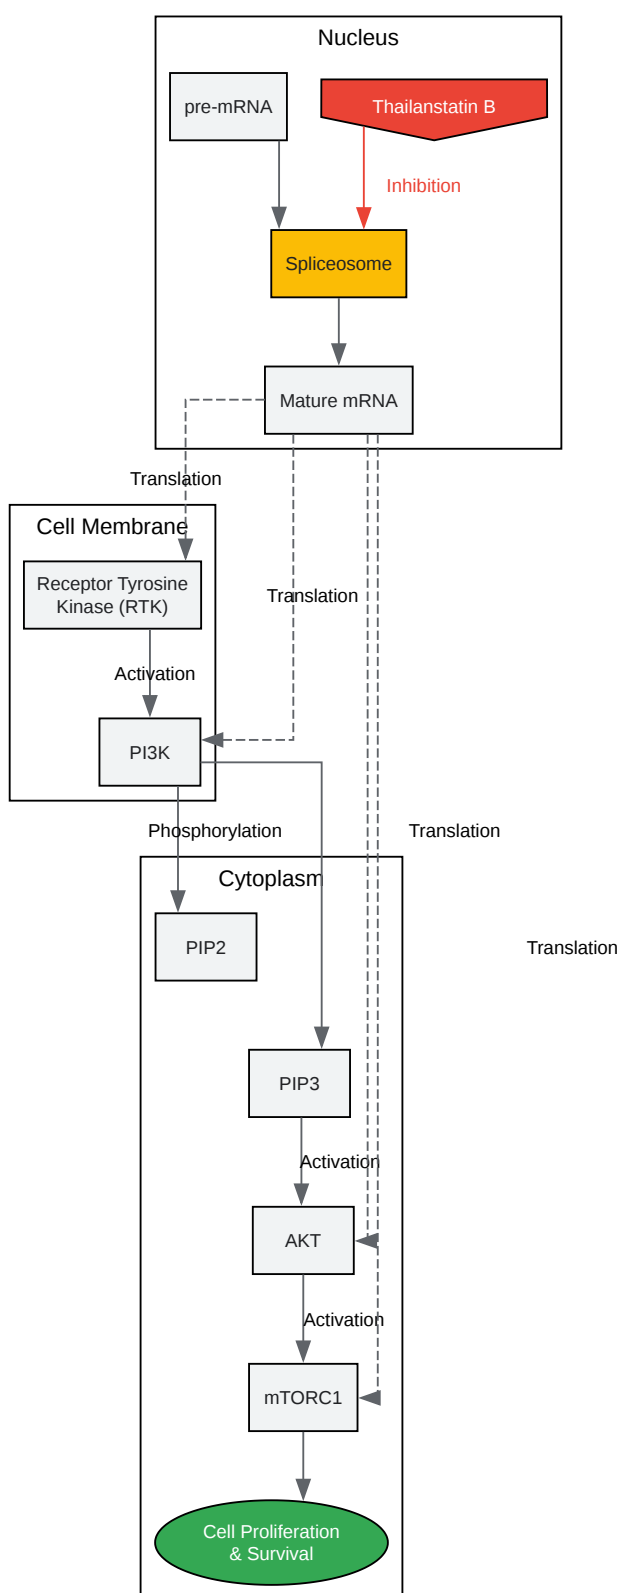 Nucleus
pre-mRNA
Thailanstatin B
Inhibition
Spliceosome
Mature mRNA
Translation
Cell Membrane
Receptor Tyrosine
Kinase (RTK)
Translation
Activation
PI3K
Phosphorylation
Translation
Cytoplasm
PIP2
Translation
PIP3
Activation
AKT
Activation
mTORC1
Cell Proliferation
& Survival